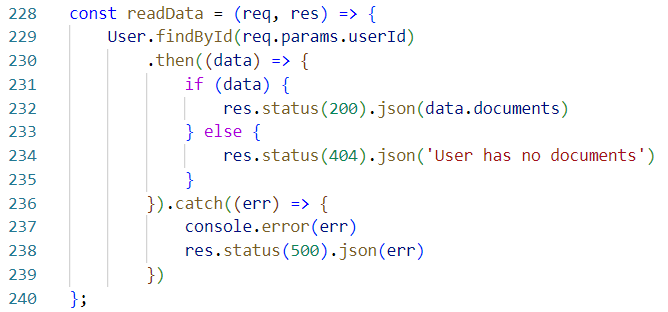 228 const readData = (req, res) => {
229     User.findById(req.params.userId)
230         .then((data) => {
231             if (data) {
232                 res.status(200).json(data.documents)
233             } else {
234                 res.status(404).json('User has no documents')
235             }
236         }).catch((err) => {
237             console.error(err)
238             res.status(500).json(err)
239         })
240 };